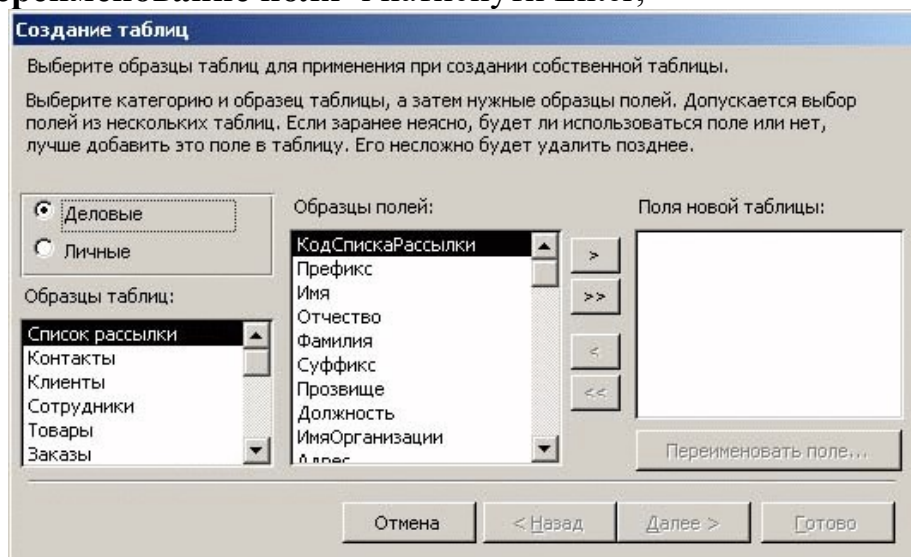 Создание таблиц
Выберите образцы таблиц для применения при создании собственной таблицы.
Выберите категорию и образец таблицы, а затем нужные образцы полей. Допускается выбор
полей из нескольких таблиц. Если заранее неясно, будет ли использоваться поле или нет,
лучше добавить это поле в таблицу. Его несложно будет удалить позднее.
Деловые
Личные
Образцы таблиц:
Список рассылки
Контакты
Клиенты
Сотрудники
Товары
Заказы
Образцы полей:
КодСпискаРассылки
Префикс
Имя
Отчество
Фамилия
Суффикс
Прозвище
Должность
ИмяОрганизации
Адрес
>
>>
<
<<
Поля новой таблицы:
Переименовать поле...
Отмена
< Назад
Далее >
Готово